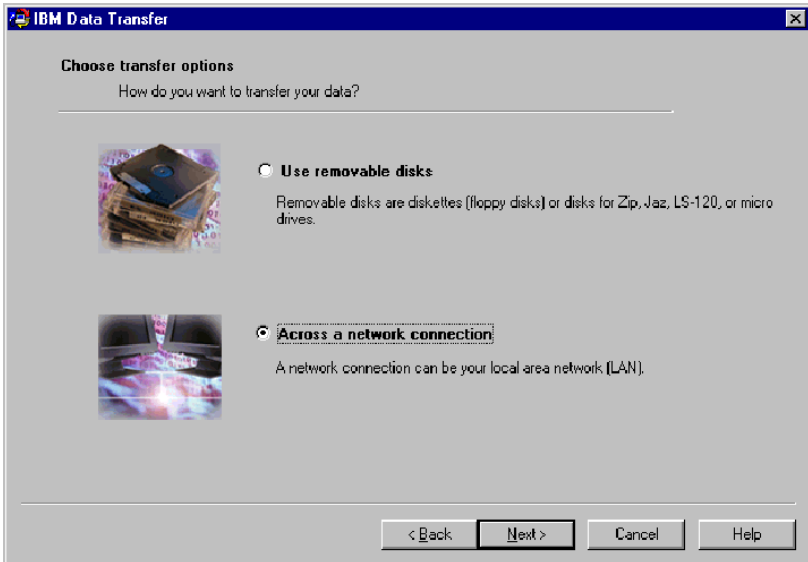 IBM Data Transfer
Choose transfer options
How do you want to transfer your data?
Use removable disks
Removable disks are diskettes (floppy disks) or disks for Zip, Jaz, LS-120, or micro
drives.
Across a network connection
A network connection can be your local area network (LAN).
< Back
Next >
Cancel
Help